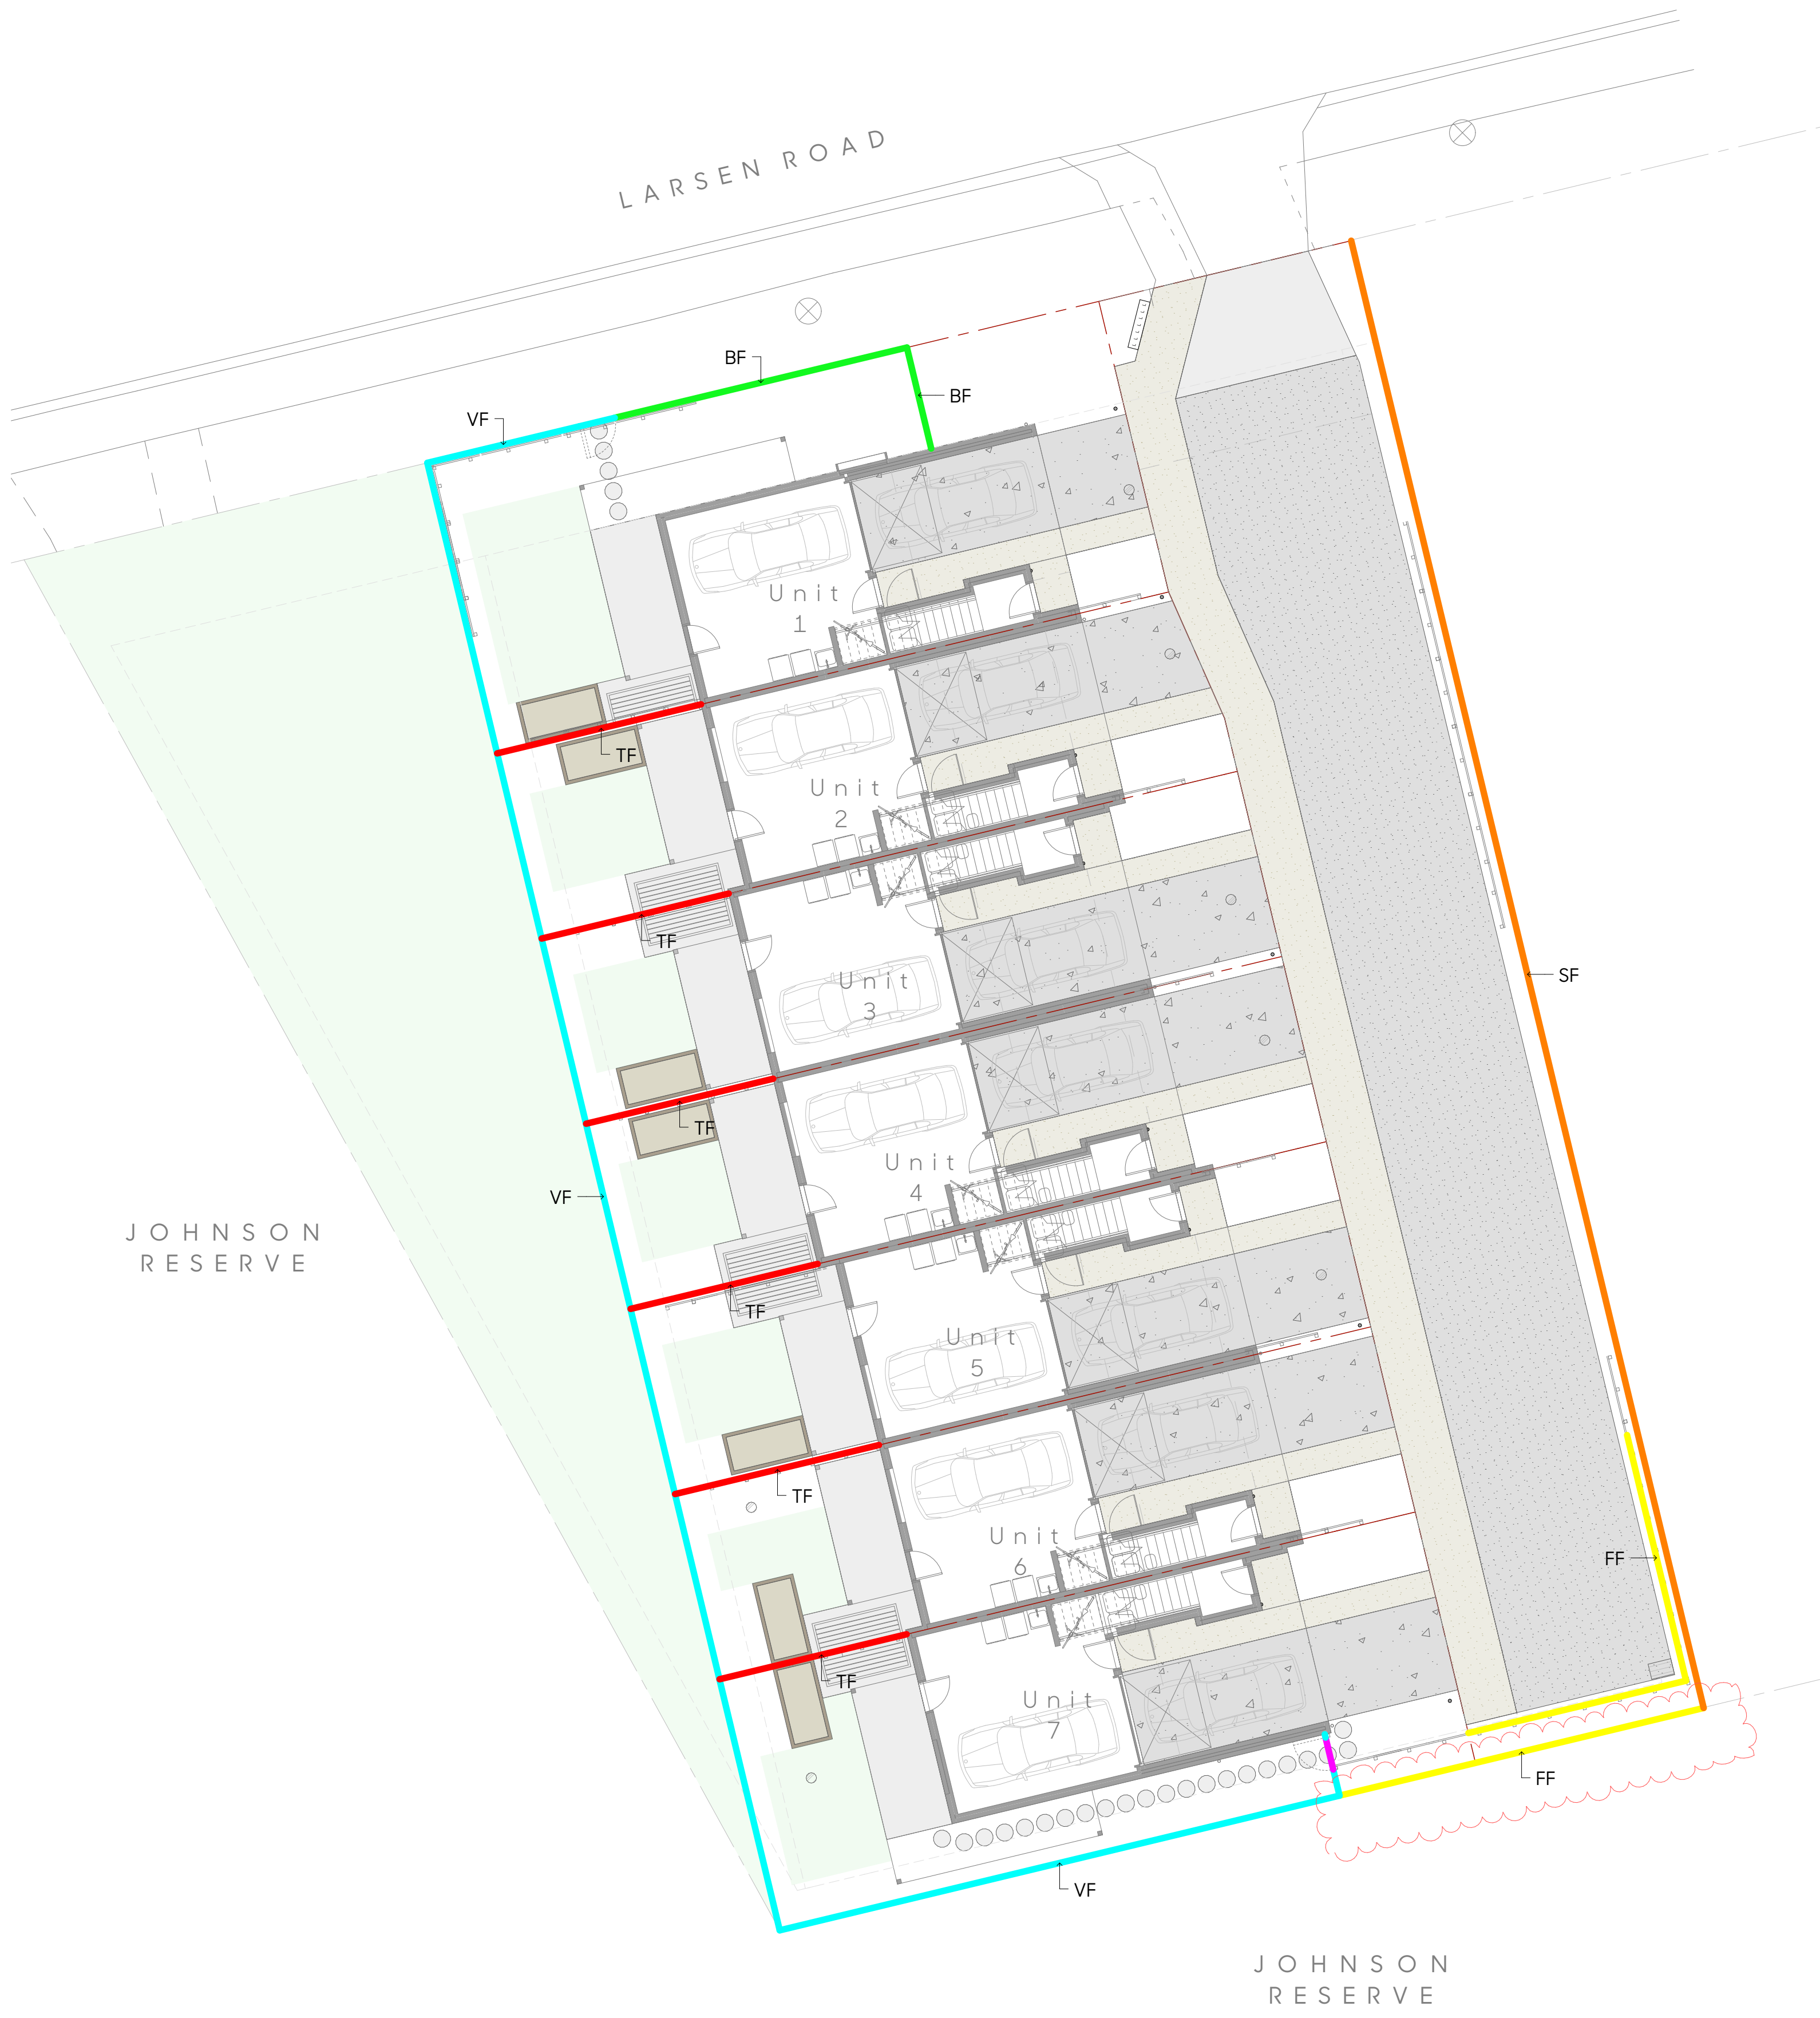 LARSEN ROAD
BF
BF
VF
Unit
1
TF
Unit
2
TF
Unit
3
SF
TF
Unit
4
VF
JOHNSON
RESERVE
TF
Unit
5
TF
Unit
6
FF
TF
Unit
7
FF
VF
JOHNSON
RESERVE